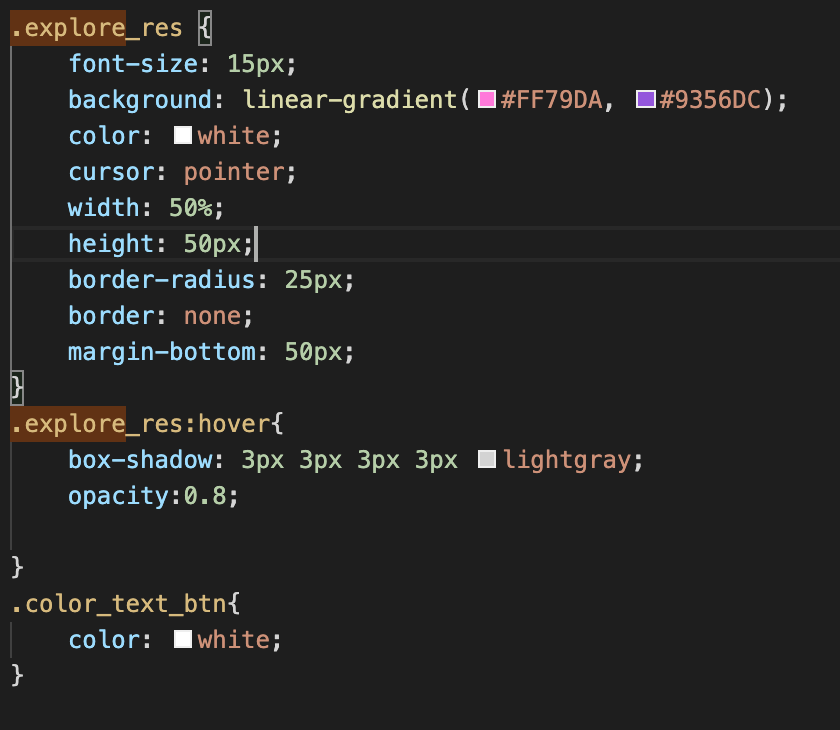 .explore_res {
    font-size: 15px;
    background: linear-gradient(#FF79DA, #9356DC);
    color: white;
    cursor: pointer;
    width: 50%;
    height: 50px;
    border-radius: 25px;
    border: none;
    margin-bottom: 50px;
}
.explore_res:hover{
    box-shadow: 3px 3px 3px 3px lightgray;
    opacity:0.8;

}
.color_text_btn{
    color: white;
}